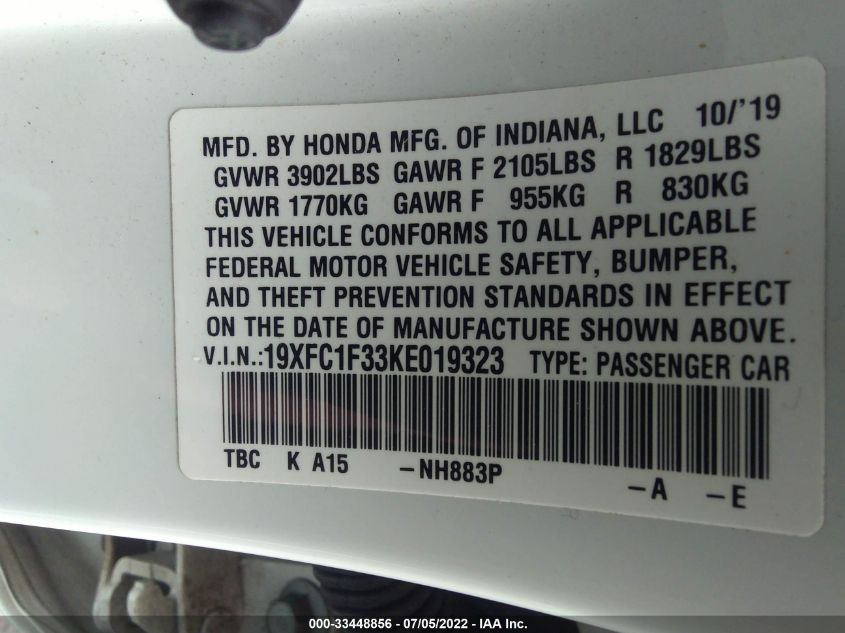 MFD. BY HONDA MFG. OF INDIANA, LLC 10/'19
GVWR 3902LBS GAWR F 2105LBS R 1829LBS
GVWR 1770KG GAWR F 955KG R 830KG
THIS VEHICLE CONFORMS TO ALL APPLICABLE
FEDERAL MOTOR VEHICLE SAFETY, BUMPER,
AND THEFT PREVENTION STANDARDS IN EFFECT
ON THE DATE OF MANUFACTURE SHOWN ABOVE.
V.I.N.:19XFC1F33KE019323 TYPE: PASSENGER CAR
TBC K A15 -NH883P -A -E
000-33448856 - 07/05/2022 - IAA Inc.